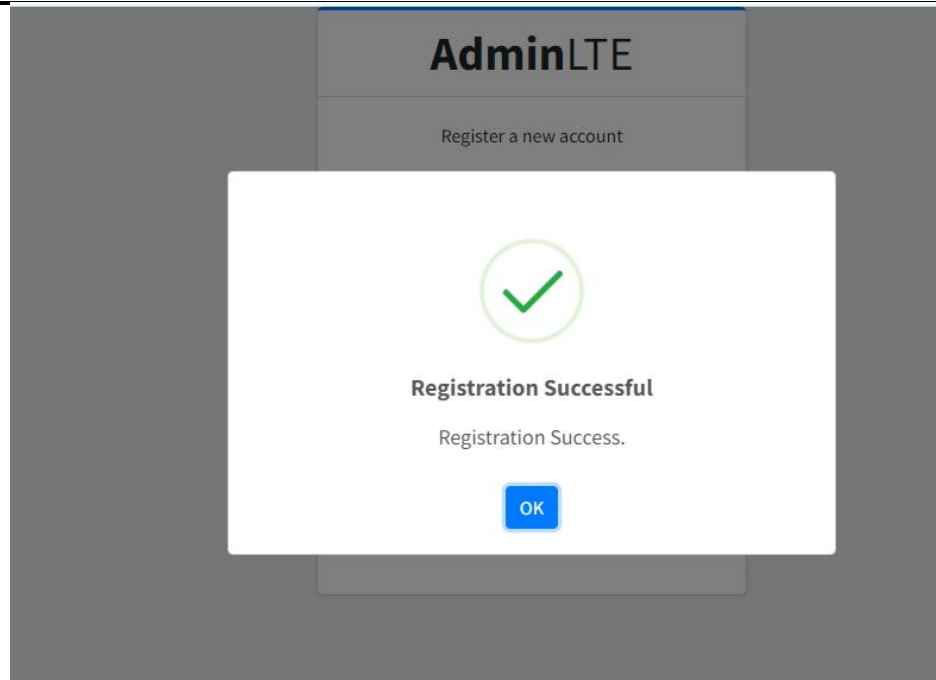 AdminLTE
Register a new account
Registration Successful
Registration Success.
OK